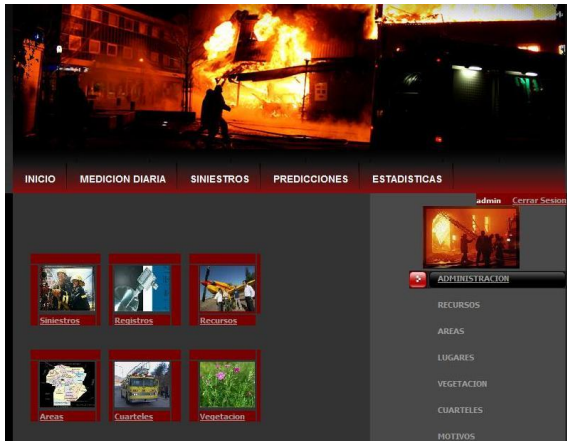 INICIO MEDICION DIARIA SINIESTROS PREDICCIONES ESTADISTICAS
admin Cerrar Sesion
ADMINISTRACION
RECURSOS
AREAS
LUGARES
VEGETACION
CUARTELES
MOTIVOS
Siniestros Registros Recursos
Areas Cuarteles Vegetacion